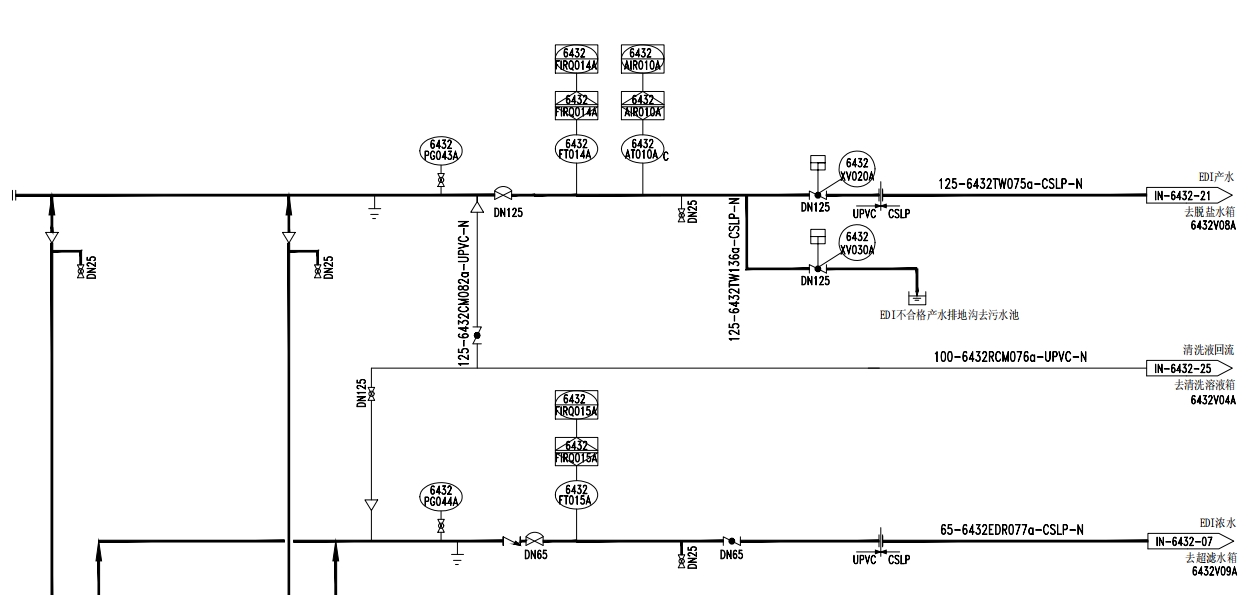 6432
FIRQ014A
6432
AIR010A
6432
FIRQ014A
6432
AIR010A
6432
PG043A
6432
FT014A
6432
AT010A
C
6432
XV020A
EDI产水
125-6432TW075a-CSLP-N
IN-6432-21
DN125
DN25
DN125
UPVC
CSLP
去脱盐水箱
6432V08A
DN25
DN25
125-6432CM082a-UPVC-N
125-6432TW136a-CSLP-N
6432
XV030A
DN125
EDI不合格产水排地沟去污水池
100-6432RCM076a-UPVC-N
清洗液回流
IN-6432-25
去清洗溶液箱
6432V04A
DN125
6432
FIRQ015A
6432
FIRQ015A
6432
PG044A
6432
FT015A
65-6432EDR077a-CSLP-N
EDI浓水
IN-6432-07
DN65
DN25
DN65
UPVC
CSLP
去超滤水箱
6432V09A